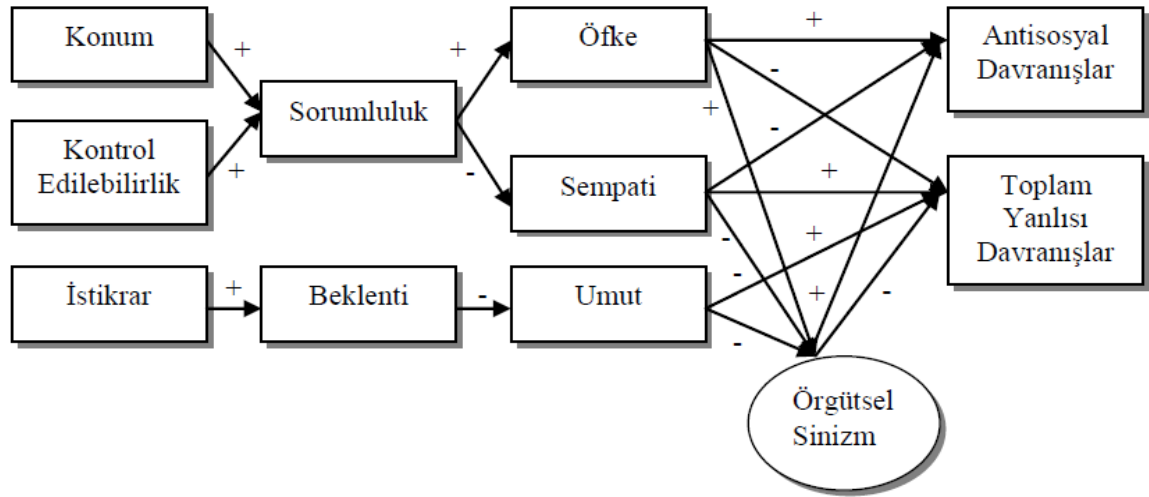 Konum
+
+
Öfke
+
Antisosyal
Davranışlar
Sorumluluk
-
+
-
Kontrol
Edilebilirlik
+
-
Sempati
+
Toplam
Yanlısı
Davranışlar
-
+
İstikrar
+
Beklenti
-
Umut
-
+
-
-
Örgütsel
Sinizm